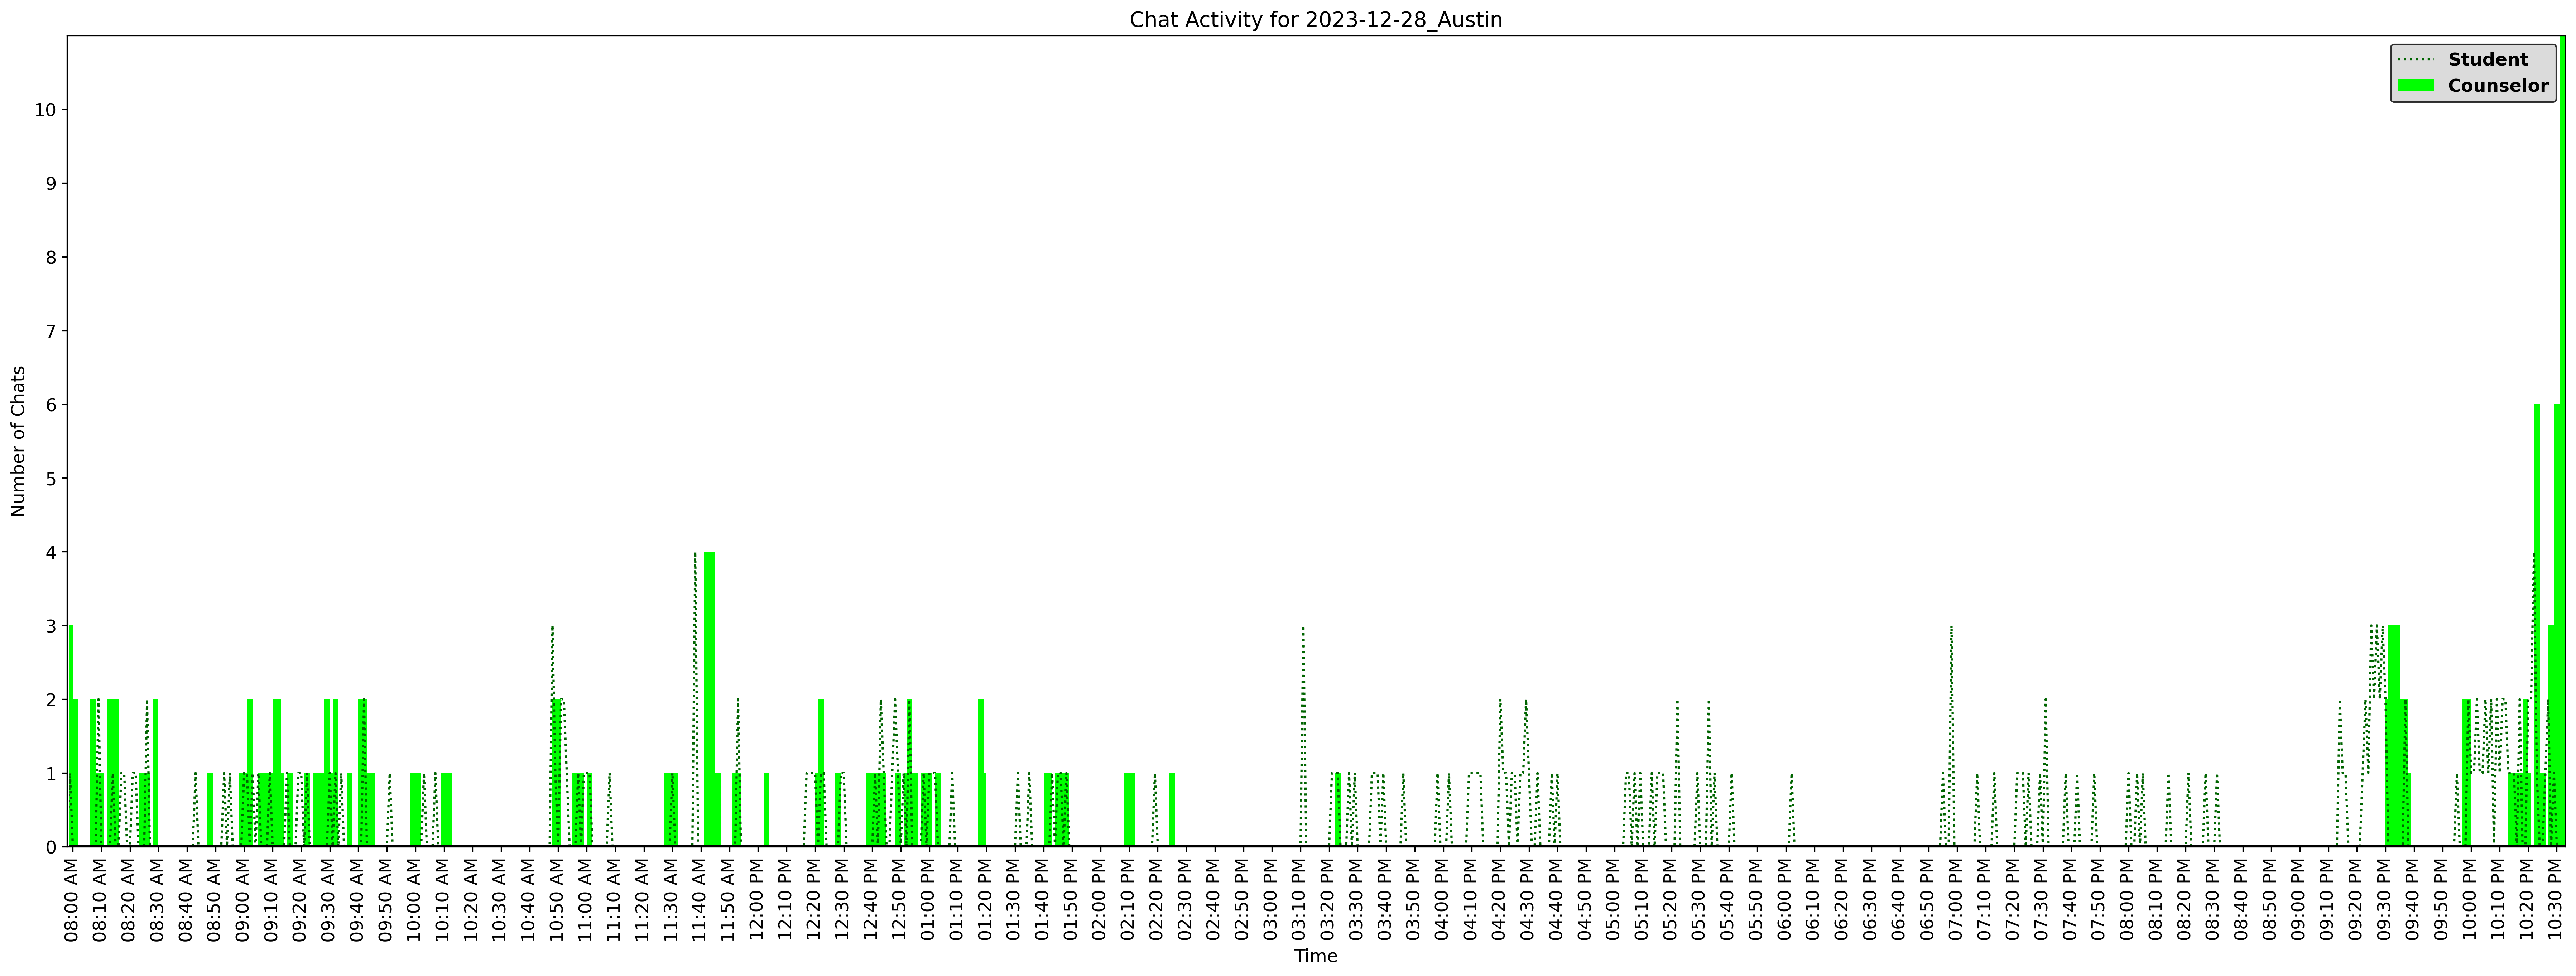 Chat Activity for 2023-12-28_Austin
Student
Counselor
Number of Chats
10
9
8
7
6
5
4
3
2
1
0
08:00 AM
08:10 AM
08:20 AM
08:30 AM
08:40 AM
08:50 AM
09:00 AM
09:10 AM
09:20 AM
09:30 AM
09:40 AM
09:50 AM
10:00 AM
10:10 AM
10:20 AM
10:30 AM
10:40 AM
10:50 AM
11:00 AM
11:10 AM
11:20 AM
11:30 AM
11:40 AM
11:50 AM
12:00 PM
12:10 PM
12:20 PM
12:30 PM
12:40 PM
12:50 PM
01:00 PM
01:10 PM
01:20 PM
01:30 PM
01:40 PM
01:50 PM
02:00 PM
02:10 PM
02:20 PM
02:30 PM
02:40 PM
02:50 PM
03:00 PM
03:10 PM
03:20 PM
03:30 PM
03:40 PM
03:50 PM
04:00 PM
04:10 PM
04:20 PM
04:30 PM
04:40 PM
04:50 PM
05:00 PM
05:10 PM
05:20 PM
05:30 PM
05:40 PM
05:50 PM
06:00 PM
06:10 PM
06:20 PM
06:30 PM
06:40 PM
06:50 PM
07:00 PM
07:10 PM
07:20 PM
07:30 PM
07:40 PM
07:50 PM
08:00 PM
08:10 PM
08:20 PM
08:30 PM
08:40 PM
08:50 PM
09:00 PM
09:10 PM
09:20 PM
09:30 PM
09:40 PM
09:50 PM
10:00 PM
10:10 PM
10:20 PM
10:30 PM
Time